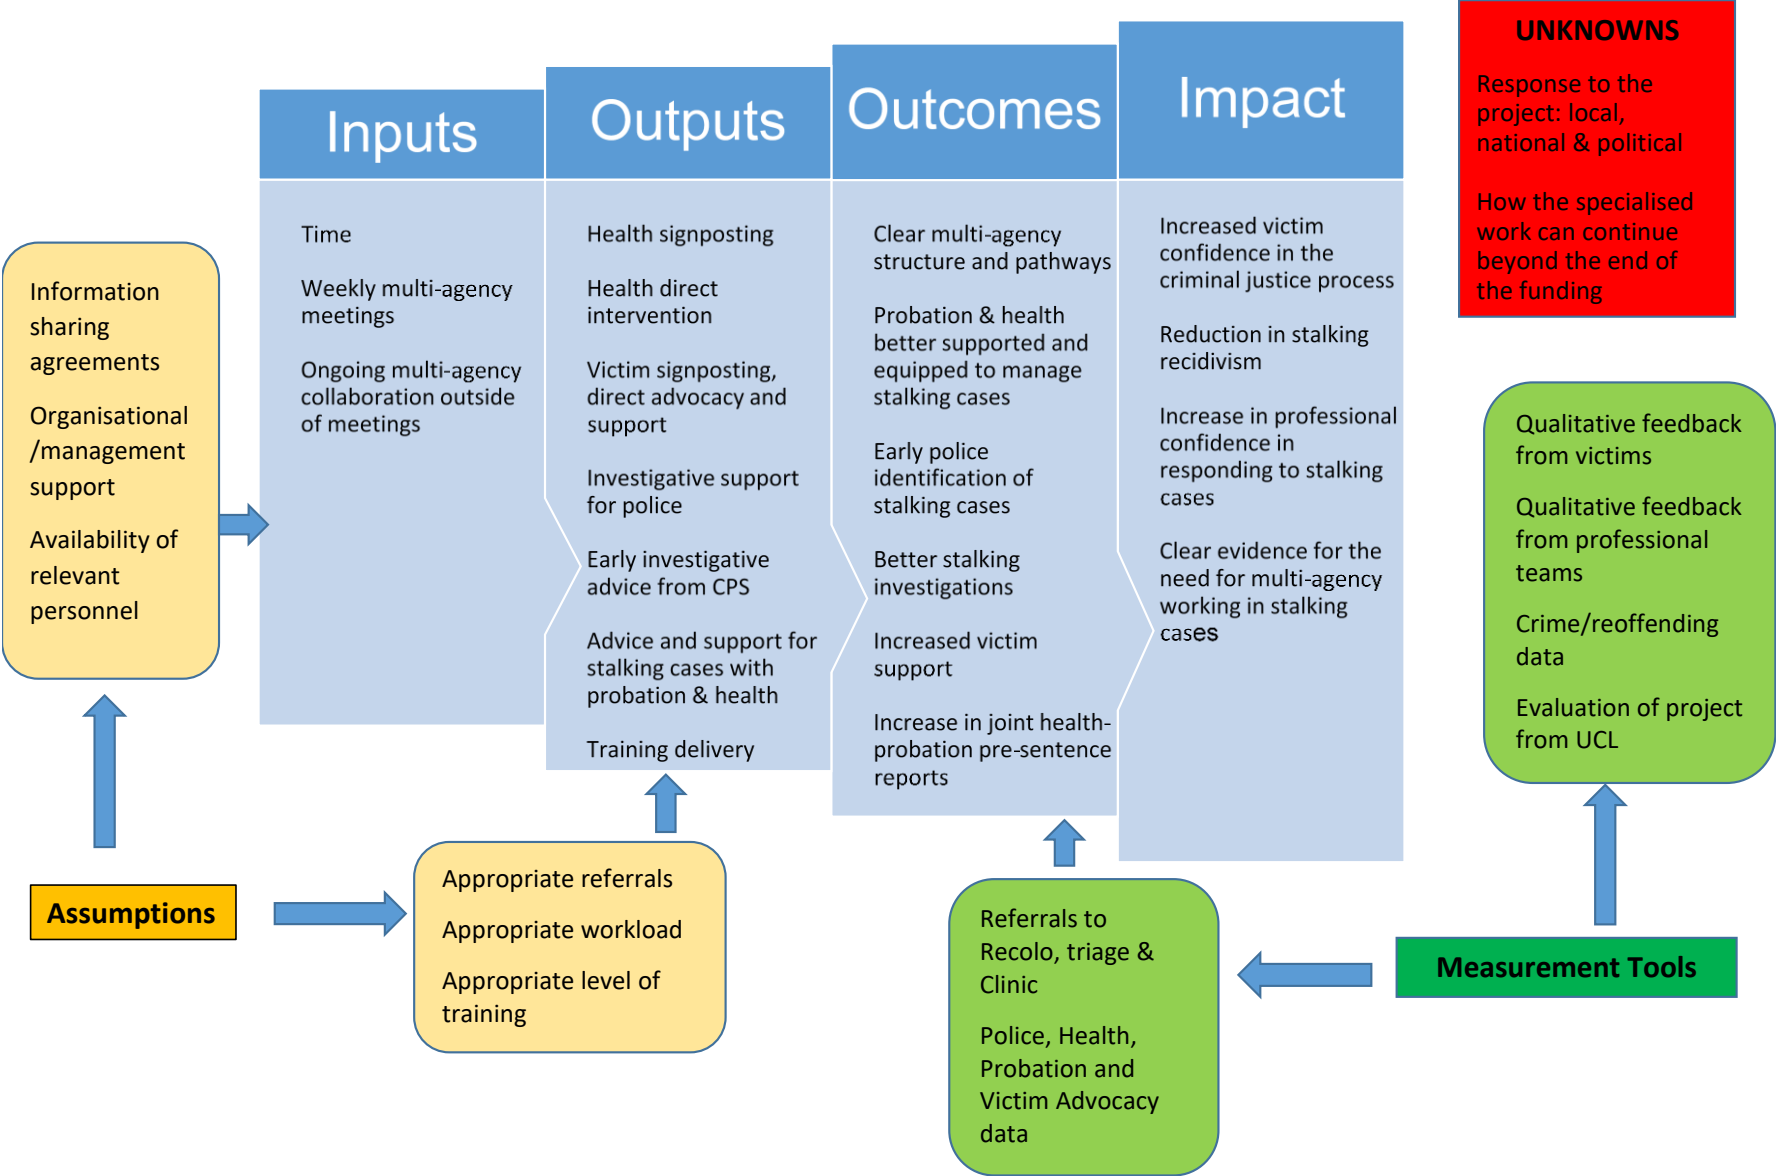 Inputs
Time
Weekly multi-agency
meetings
Ongoing multi-agency
collaboration outside
of meetings
Outputs
Health signposting
Health direct
intervention
Victim signposting,
direct advocacy and
support
Investigative support
for police
Early investigative
advice from CPS
Advice and support for
stalking cases with
probation & health
Training delivery
Outcomes
Clear multi-agency
structure and pathways
Probation & health
better supported and
equipped to manage
stalking cases
Early police
identification of
stalking cases
Better stalking
investigations
Increased victim
support
Increase in joint health-
probation pre-sentence
reports
Impact
Increased victim
confidence in the
criminal justice process
Reduction in stalking
recidivism
Increase in professional
confidence in
responding to stalking
cases
Clear evidence for the
need for multi-agency
working in stalking
cases
UNKNOWNS
Response to the
project: local,
national & political
How the specialised
work can continue
beyond the end of
the funding
Information
sharing
agreements
Organisational
/management
support
Availability of
relevant
personnel
Assumptions
Appropriate referrals
Appropriate workload
Appropriate level of
training
Referrals to
Recolo, triage &
Clinic
Police, Health,
Probation and
Victim Advocacy
data
Measurement Tools
Qualitative feedback
from victims
Qualitative feedback
from professional
teams
Crime/reoffending
data
Evaluation of project
from UCL